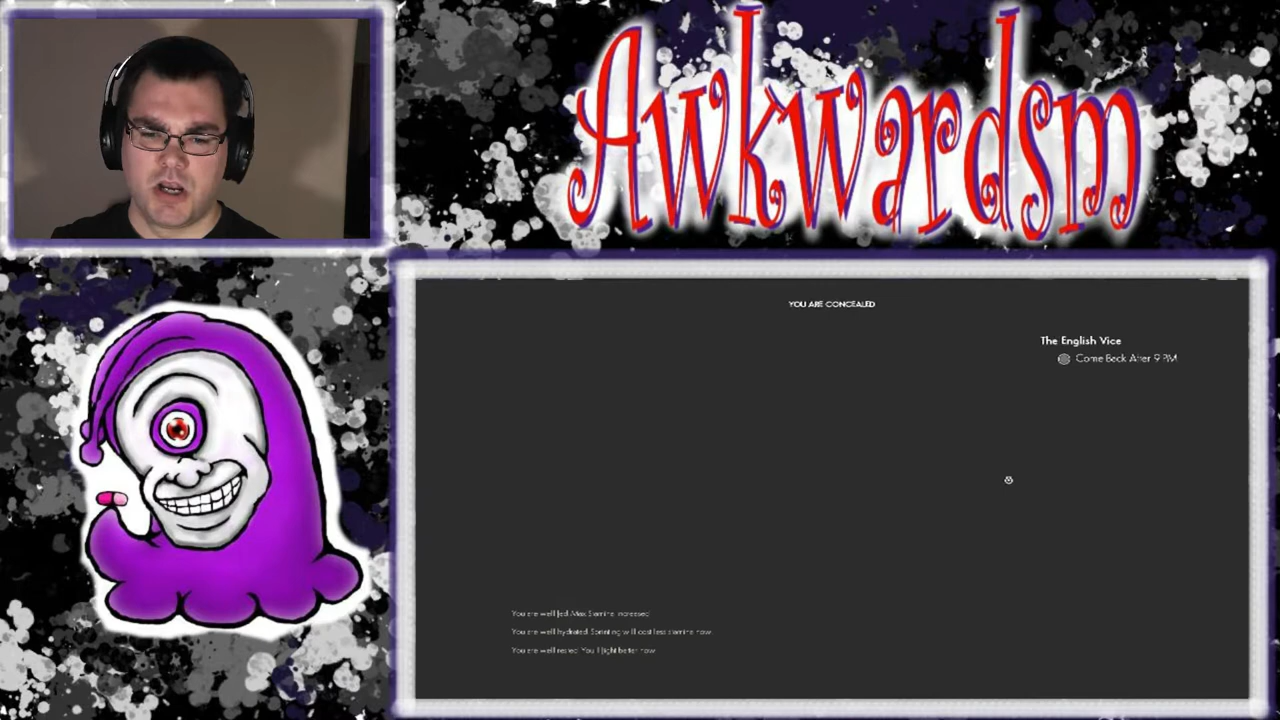 Awkwardsm
YOU ARE CONCEALED
The English Vice
Come Back After 9 PM
You are well fed. Max Stamina increased.
You are well hydrated. Sprinting will cost less stamina now.
You are well rested. You'll fight better now.